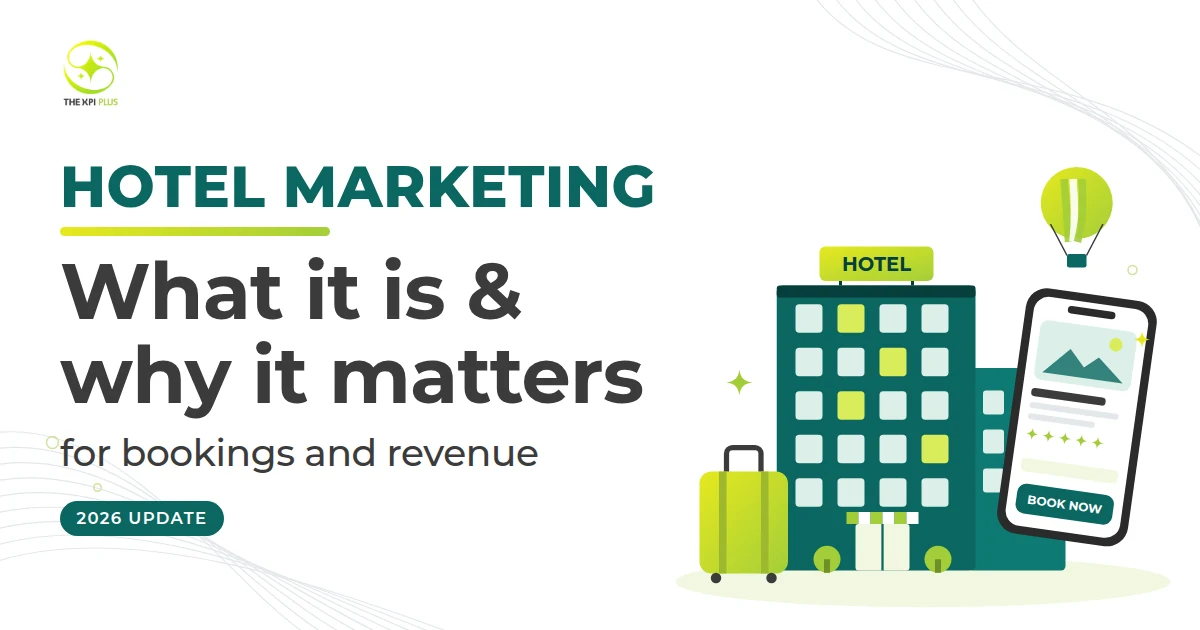 THE XPI PLUS
HOTEL MARKETING
What it is &
why it matters
for bookings and revenue
2026 UPDATE
HOTEL
BOOK NOW